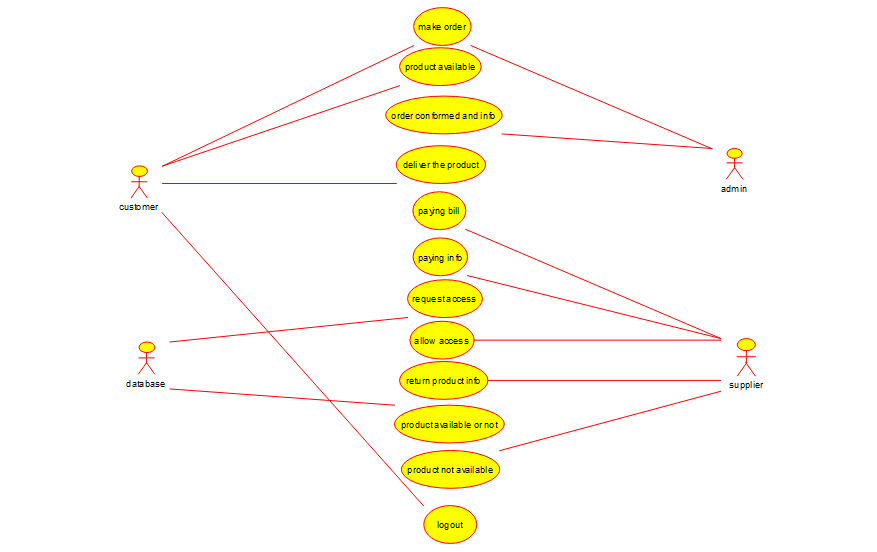 make order
product available
order conformed and info
deliver the product
admin
customer
paying bill
paying info
request access
allow access
database
return product info
supplier
product available or not
product not available
logout